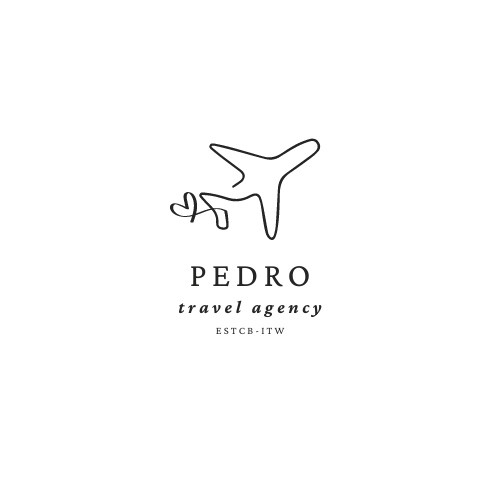 PEDRO
travel agency
ESTCB-ITW